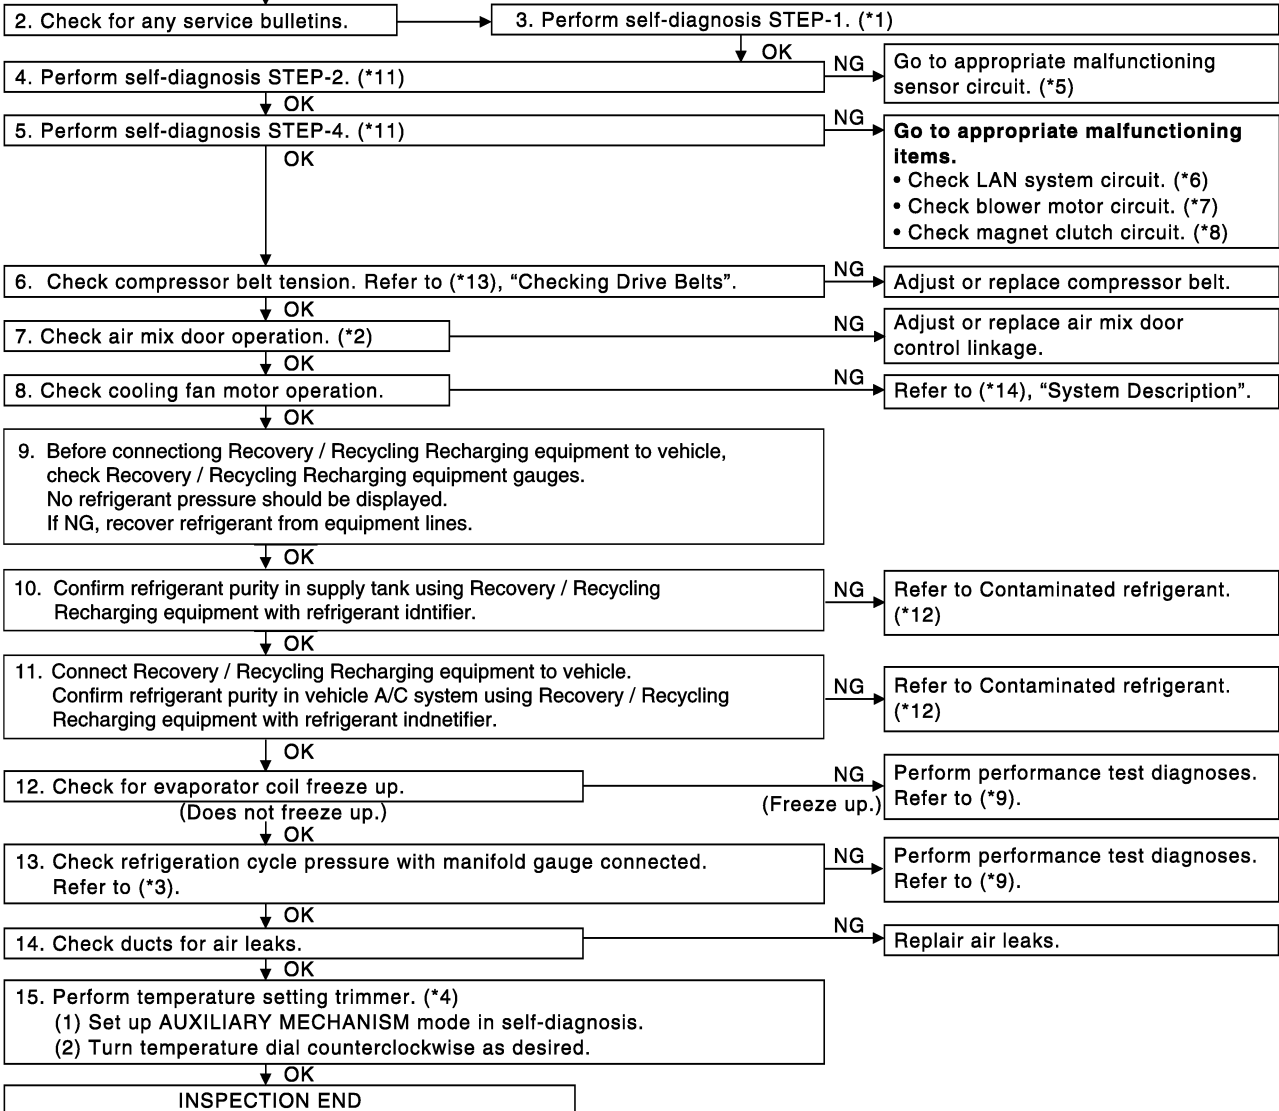 2. Check for any service bulletins.
3. Perform self-diagnosis STEP-1. (*1)
OK
4. Perform self-diagnosis STEP-2. (*11)
NG
Go to appropriate malfunctioning
sensor circuit. (*5)
OK
5. Perform self-diagnosis STEP-4. (*11)
NG
Go to appropriate malfunctioning
items.
• Check LAN system circuit. (*6)
• Check blower motor circuit. (*7)
• Check magnet clutch circuit. (*8)
OK
6. Check compressor belt tension. Refer to (*13), “Checking Drive Belts”.
NG
Adjust or replace compressor belt.
OK
7. Check air mix door operation. (*2)
NG
Adjust or replace air mix door
control linkage.
OK
8. Check cooling fan motor operation.
NG
Refer to (*14), “System Description”.
OK
9. Before connectiong Recovery / Recycling Recharging equipment to vehicle,
check Recovery / Recycling Recharging equipment gauges.
No refrigerant pressure should be displayed.
If NG, recover refrigerant from equipment lines.
OK
10. Confirm refrigerant purity in supply tank using Recovery / Recycling
Recharging equipment with refrigerant idntifier.
NG
Refer to Contaminated refrigerant.
(*12)
OK
11. Connect Recovery / Recycling Recharging equipment to vehicle.
Confirm refrigerant purity in vehicle A/C system using Recovery / Recycling
Recharging equipment with refrigerant indnetifier.
NG
Refer to Contaminated refrigerant.
(*12)
OK
12. Check for evaporator coil freeze up.
(Does not freeze up.)
NG
(Freeze up.)
Perform performance test diagnoses.
Refer to (*9).
OK
13. Check refrigeration cycle pressure with manifold gauge connected.
Refer to (*3).
NG
Perform performance test diagnoses.
Refer to (*9).
OK
14. Check ducts for air leaks.
NG
Replair air leaks.
OK
15. Perform temperature setting trimmer. (*4)
(1) Set up AUXILIARY MECHANISM mode in self-diagnosis.
(2) Turn temperature dial counterclockwise as desired.
OK
INSPECTION END